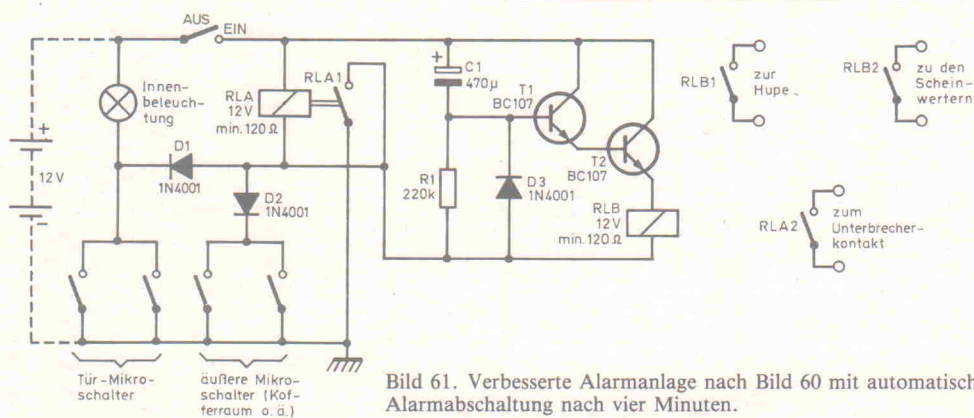 AUS
EIN
Innen-
beleuch-
tung
RLA
12 V
min. 120 Ω
RLA1
+
C1
470µ
T1
BC107
T2
BC107
RLB1
zur
Hupe
RLB2
zu den
Schein-
werfern
+
12 V
−
D1
1N4001
D2
1N4001
R1
220k
D3
1N4001
RLB
12 V
min. 120 Ω
RLA2
zum
Unterbrecher-
kontakt
Tür-Mikro-
schalter
äußere Mikro-
schalter (Kof-
ferraum o. ä.)
Bild 61. Verbesserte Alarmanlage nach Bild 60 mit automatisch
Alarmabschaltung nach vier Minuten.